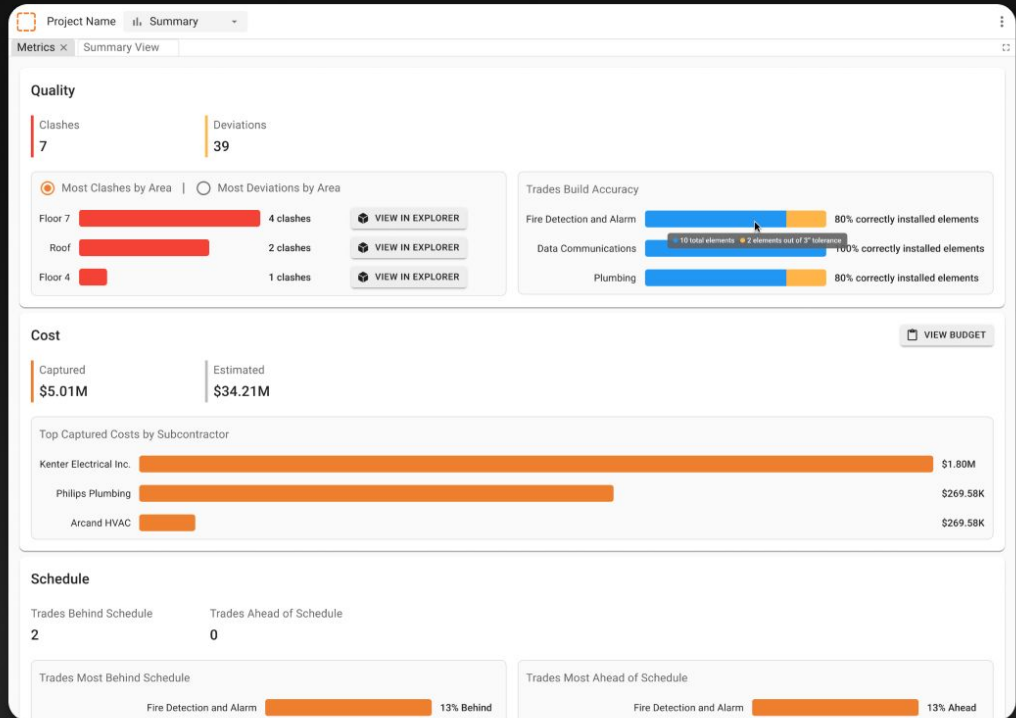 Project Name Summary
Metrics × Summary View
Quality
Clashes Deviations
7 39
Most Clashes by Area | Most Deviations by Area
Floor 7 4 clashes VIEW IN EXPLORER
Roof 2 clashes VIEW IN EXPLORER
Floor 4 1 clashes VIEW IN EXPLORER
Trades Build Accuracy
Fire Detection and Alarm 80% correctly installed elements
10 total elements 2 elements out of 3" tolerance
Data Communications 100% correctly installed elements
Plumbing 80% correctly installed elements
Cost VIEW BUDGET
Captured Estimated
$5.01M $34.21M
Top Captured Costs by Subcontractor
Kenter Electrical Inc. $1.80M
Philips Plumbing $269.58K
Arcand HVAC $269.58K
Schedule
Trades Behind Schedule Trades Ahead of Schedule
2 0
Trades Most Behind Schedule
Fire Detection and Alarm 13% Behind
Trades Most Ahead of Schedule
Fire Detection and Alarm 13% Ahead